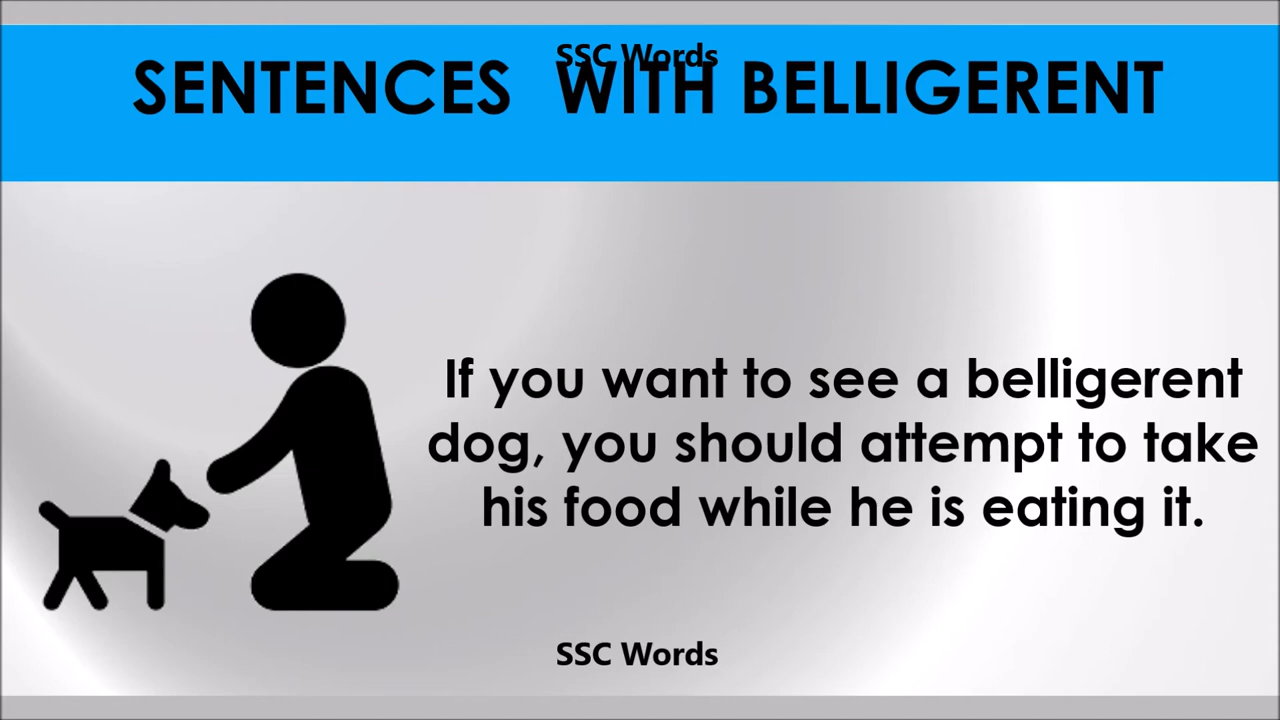 SSC Words
SENTENCES WITH BELLIGERENT
If you want to see a belligerent
dog, you should attempt to take
his food while he is eating it.
SSC Words